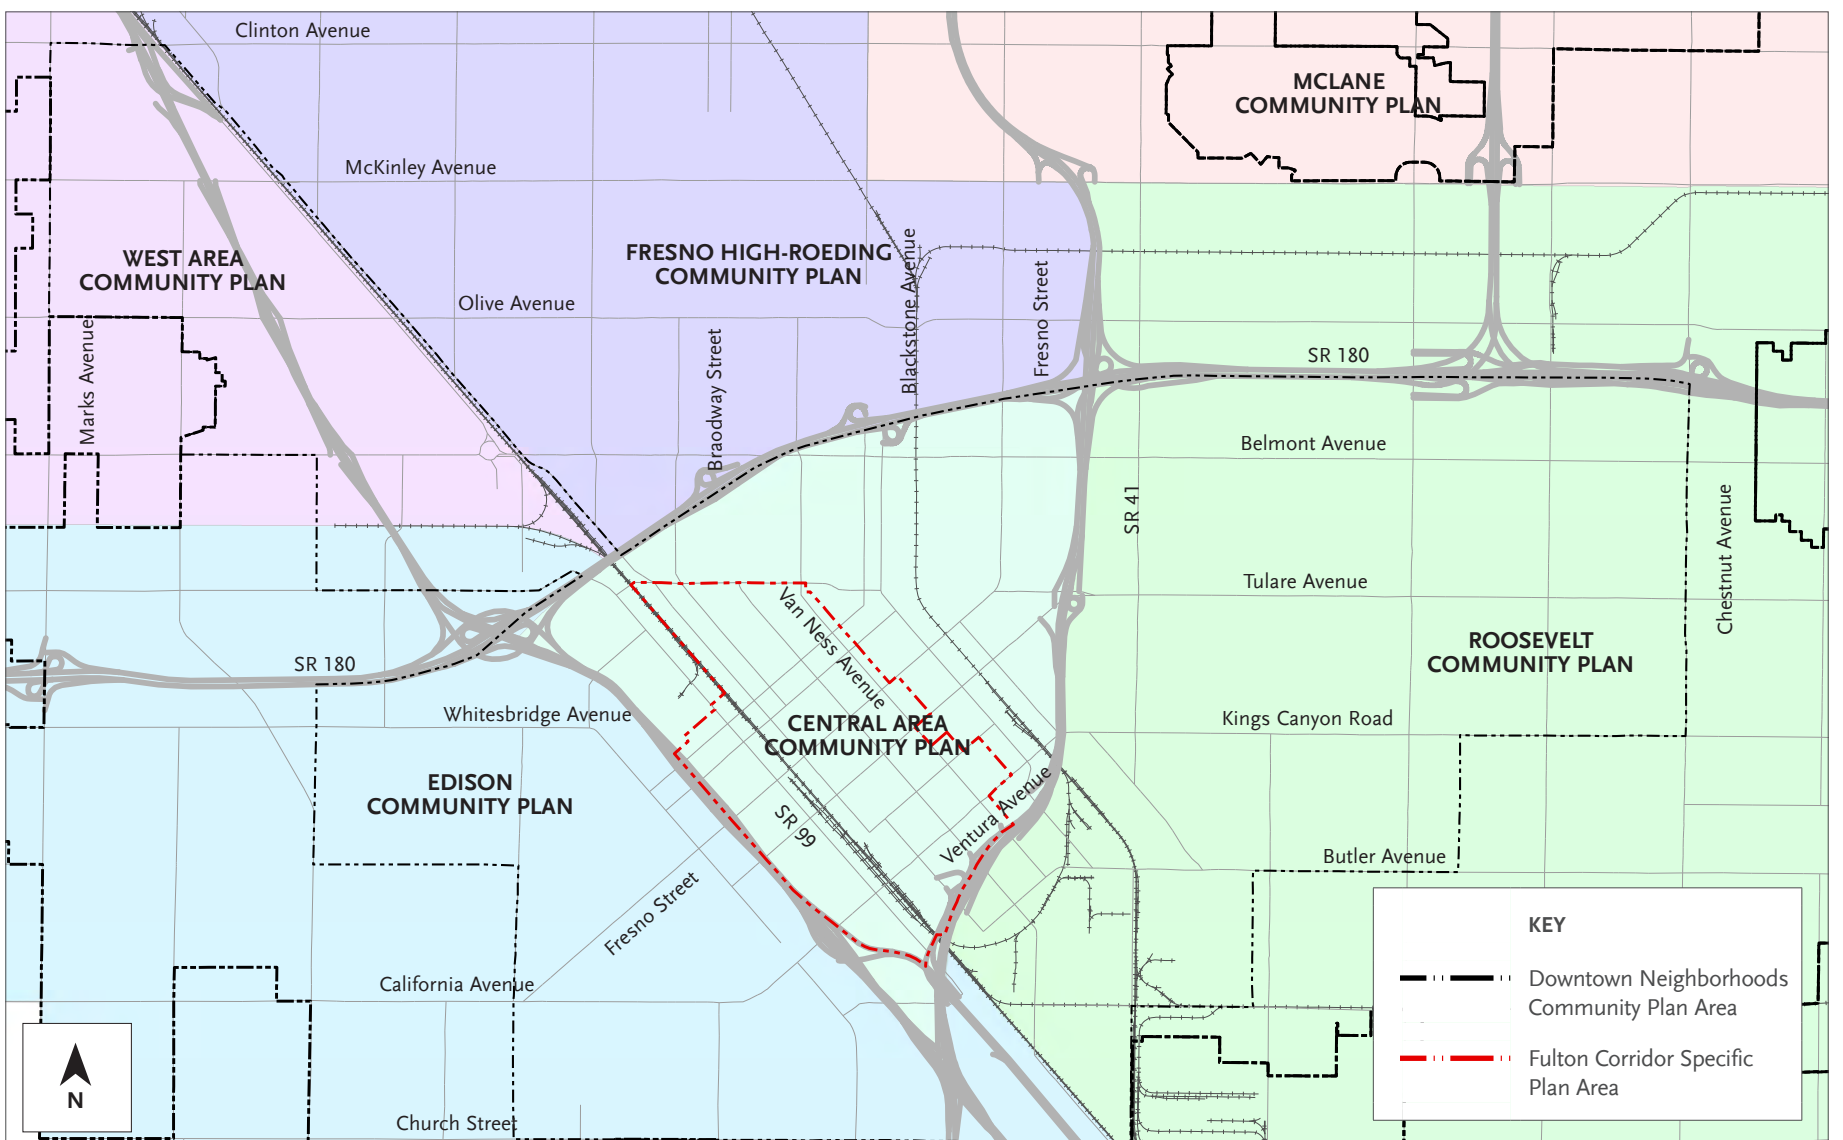 Clinton Avenue
MCLANE
COMMUNITY PLAN
McKinley Avenue
WEST AREA
COMMUNITY PLAN
FRESNO HIGH-ROEDING
COMMUNITY PLAN
Olive Avenue
Marks Avenue
Braodway Street
Blackstone Avenue
Fresno Street
SR 180
Belmont Avenue
SR 41
Chestnut Avenue
Tulare Avenue
Van Ness Avenue
ROOSEVELT
COMMUNITY PLAN
SR 180
Whitesbridge Avenue
CENTRAL AREA
COMMUNITY PLAN
Kings Canyon Road
EDISON
COMMUNITY PLAN
SR 99
Ventura Avenue
Butler Avenue
Fresno Street
California Avenue
Church Street
N
KEY
Downtown Neighborhoods
Community Plan Area
Fulton Corridor Specific
Plan Area